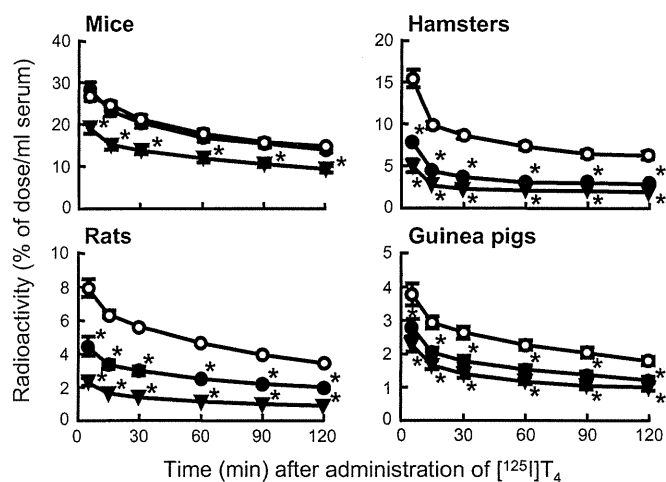 Mice
Hamsters
40
30
20
10
0
20
15
10
5
0
* * * * * *
* * * * * *
* * * * * *
Rats
Guinea pigs
10
8
6
4
2
0
5
4
3
2
1
0
* * * * * *
* * * * * *
* * * * * *
* * * * * *
0 30 60 90 120
0 30 60 90 120
Radioactivity (% of dose/ml serum)
Time (min) after administration of [¹²⁵I]T₄